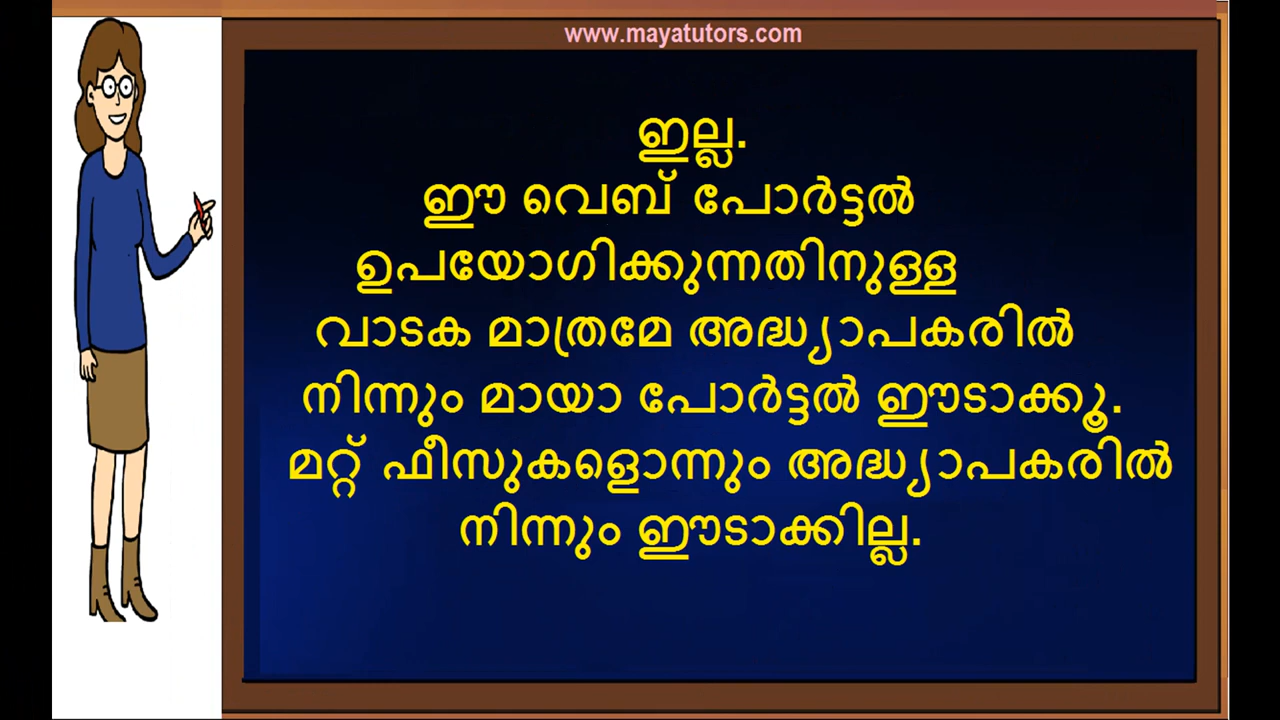 www.mayatutors.com
ഇല്ല.
ഈ വെബ് പോർട്ടൽ
ഉപയോഗിക്കുന്നതിനുള്ള
വാടക മാത്രമേ അദ്ധ്യാപകരിൽ
നിന്നും മായാ പോർട്ടൽ ഈടാക്കൂ.
മറ്റ് ഫീസുകളൊന്നും അദ്ധ്യാപകരിൽ
നിന്നും ഈടാക്കില്ല.